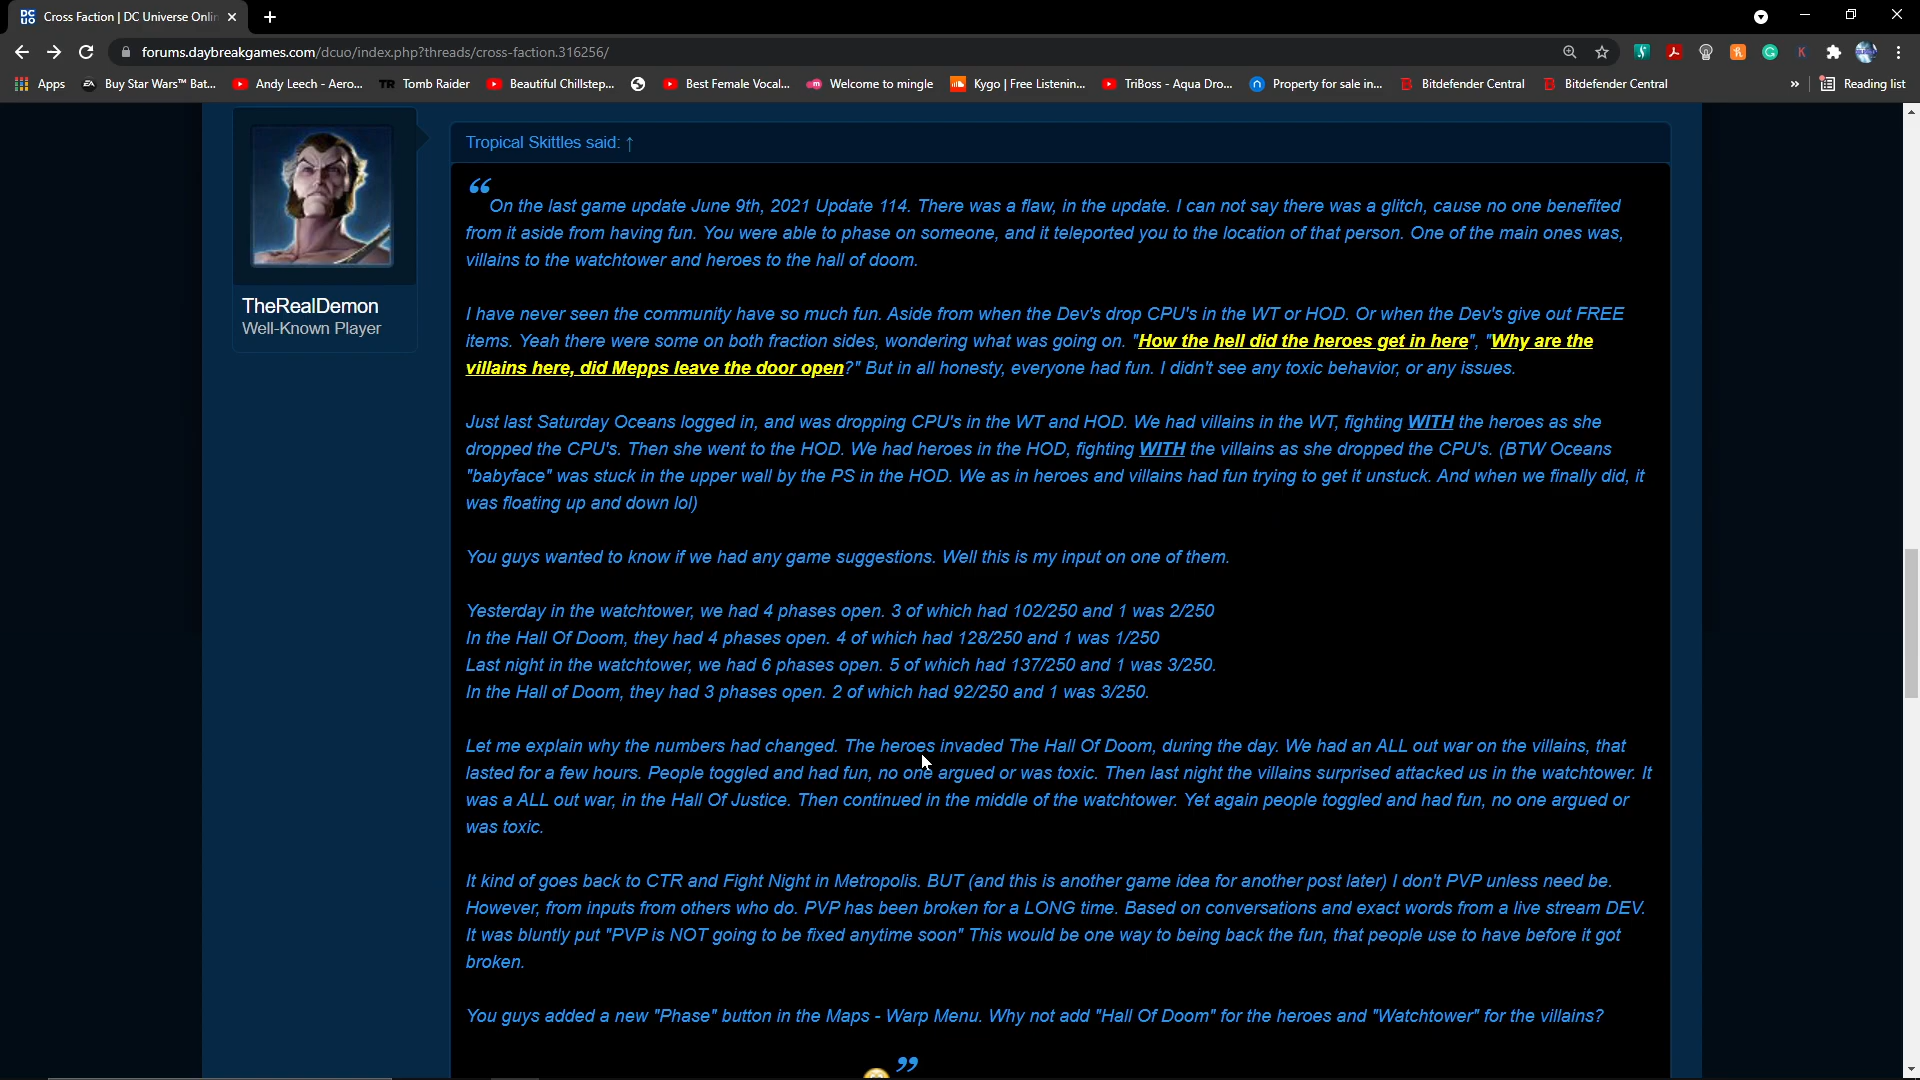 Cross Faction | DC Universe Onlin
forums.daybreakgames.com/dcuo/index.php?threads/cross-faction.316256/
Apps
Buy Star Wars™ Bat...
Andy Leech - Aero...
Tomb Raider
Beautiful Chillstep...
Best Female Vocal...
Welcome to mingle
Kygo | Free Listenin...
TriBoss - Aqua Dro...
Property for sale in...
Bitdefender Central
Bitdefender Central
»
Reading list
TheRealDemon
Well-Known Player
Tropical Skittles said: ↑
“
On the last game update June 9th, 2021 Update 114. There was a flaw, in the update. I can not say there was a glitch, cause no one benefited
from it aside from having fun. You were able to phase on someone, and it teleported you to the location of that person. One of the main ones was,
villains to the watchtower and heroes to the hall of doom.
I have never seen the community have so much fun. Aside from when the Dev's drop CPU's in the WT or HOD. Or when the Dev's give out FREE
items. Yeah there were some on both fraction sides, wondering what was going on. "How the hell did the heroes get in here", "Why are the
villains here, did Mepps leave the door open?" But in all honesty, everyone had fun. I didn't see any toxic behavior, or any issues.
Just last Saturday Oceans logged in, and was dropping CPU's in the WT and HOD. We had villains in the WT, fighting WITH the heroes as she
dropped the CPU's. Then she went to the HOD. We had heroes in the HOD, fighting WITH the villains as she dropped the CPU's. (BTW Oceans
"babyface" was stuck in the upper wall by the PS in the HOD. We as in heroes and villains had fun trying to get it unstuck. And when we finally did, it
was floating up and down lol)
You guys wanted to know if we had any game suggestions. Well this is my input on one of them.
Yesterday in the watchtower, we had 4 phases open. 3 of which had 102/250 and 1 was 2/250
In the Hall Of Doom, they had 4 phases open. 4 of which had 128/250 and 1 was 1/250
Last night in the watchtower, we had 6 phases open. 5 of which had 137/250 and 1 was 3/250.
In the Hall of Doom, they had 3 phases open. 2 of which had 92/250 and 1 was 3/250.
Let me explain why the numbers had changed. The heroes invaded The Hall Of Doom, during the day. We had an ALL out war on the villains, that
lasted for a few hours. People toggled and had fun, no one argued or was toxic. Then last night the villains surprised attacked us in the watchtower. It
was a ALL out war, in the Hall Of Justice. Then continued in the middle of the watchtower. Yet again people toggled and had fun, no one argued or
was toxic.
It kind of goes back to CTR and Fight Night in Metropolis. BUT (and this is another game idea for another post later) I don't PVP unless need be.
However, from inputs from others who do. PVP has been broken for a LONG time. Based on conversations and exact words from a live stream DEV.
It was bluntly put "PVP is NOT going to be fixed anytime soon" This would be one way to being back the fun, that people use to have before it got
broken.
You guys added a new "Phase" button in the Maps - Warp Menu. Why not add "Hall Of Doom" for the heroes and "Watchtower" for the villains?
”